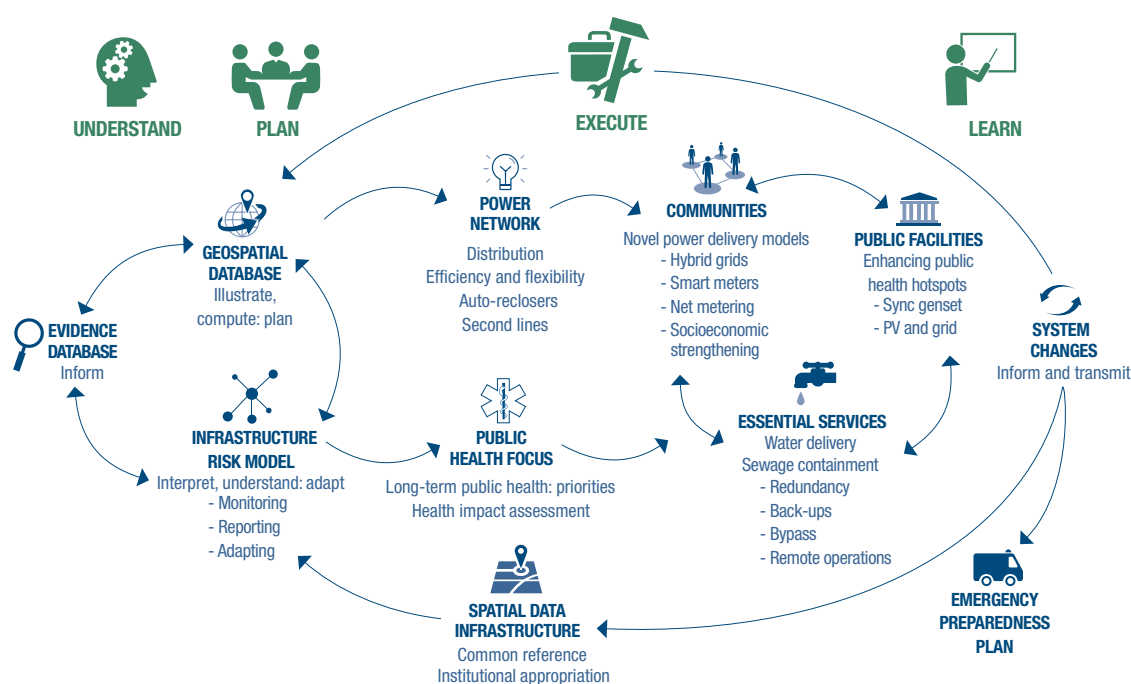 UNDERSTAND
PLAN
EXECUTE
LEARN
GEOSPATIAL
DATABASE
Illustrate,
compute: plan
POWER
NETWORK
Distribution
Efficiency and flexibility
Auto-reclosers
Second lines
COMMUNITIES
Novel power delivery models
- Hybrid grids
- Smart meters
- Net metering
- Socioeconomic
strengthening
PUBLIC FACILITIES
Enhancing public
health hotspots
- Sync genset
- PV and grid
EVIDENCE
DATABASE
Inform
SYSTEM
CHANGES
Inform and transmit
INFRASTRUCTURE
RISK MODEL
Interpret, understand: adapt
- Monitoring
- Reporting
- Adapting
PUBLIC
HEALTH FOCUS
Long-term public health: priorities
Health impact assessment
ESSENTIAL SERVICES
Water delivery
Sewage containment
- Redundancy
- Back-ups
- Bypass
- Remote operations
SPATIAL DATA
INFRASTRUCTURE
Common reference
Institutional appropriation
EMERGENCY
PREPAREDNESS
PLAN